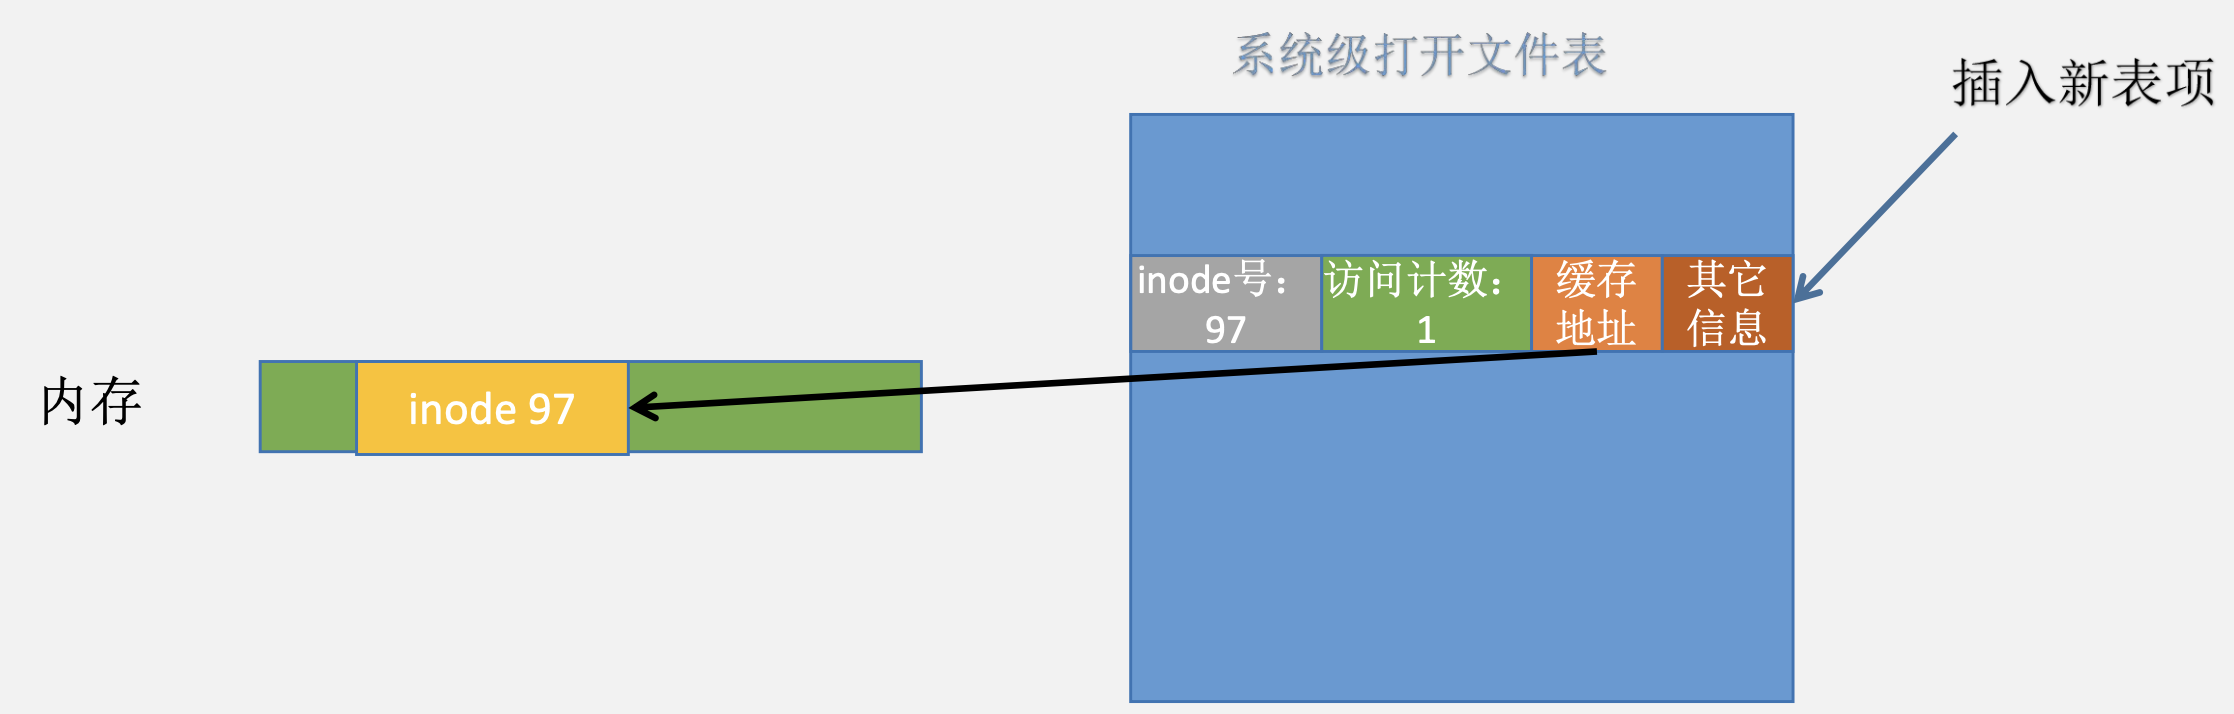 系统级打开文件表
插入新表项
inode号：
97
访问计数：
1
缓存
地址
其它
信息
内存
inode 97